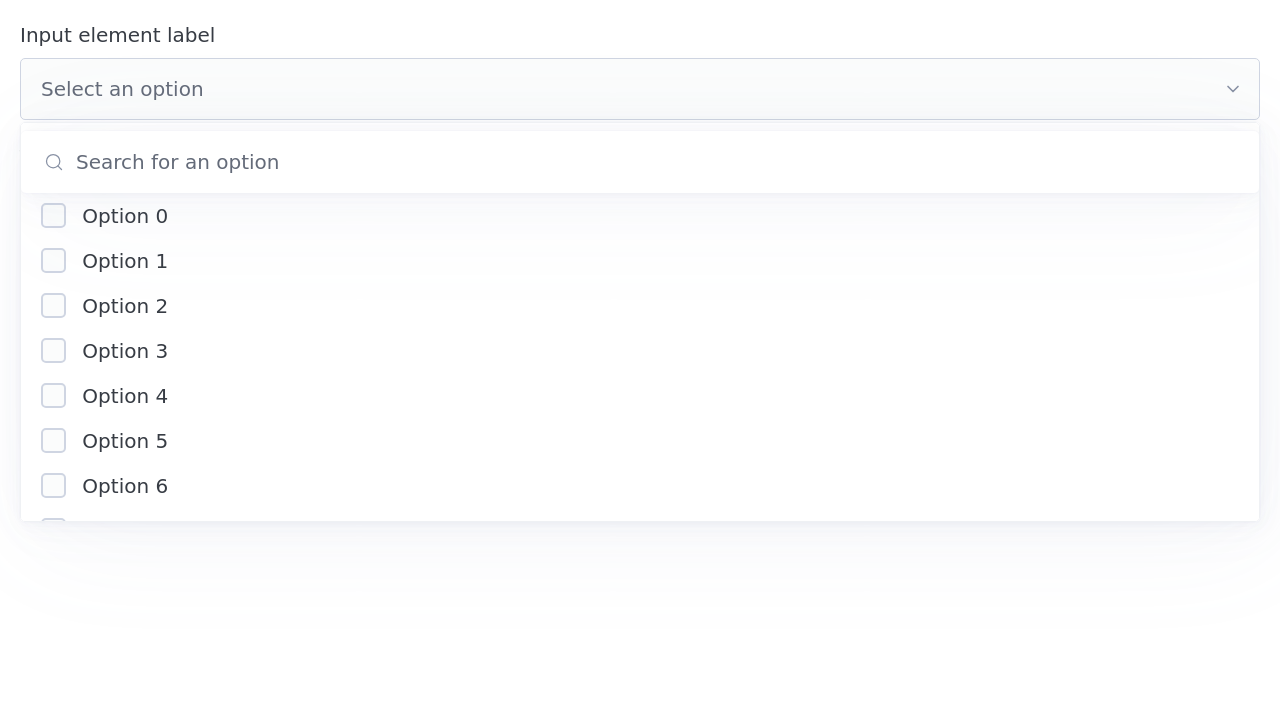 Input element label
Select an option
Search for an option
Option 0
Option 1
Option 2
Option 3
Option 4
Option 5
Option 6